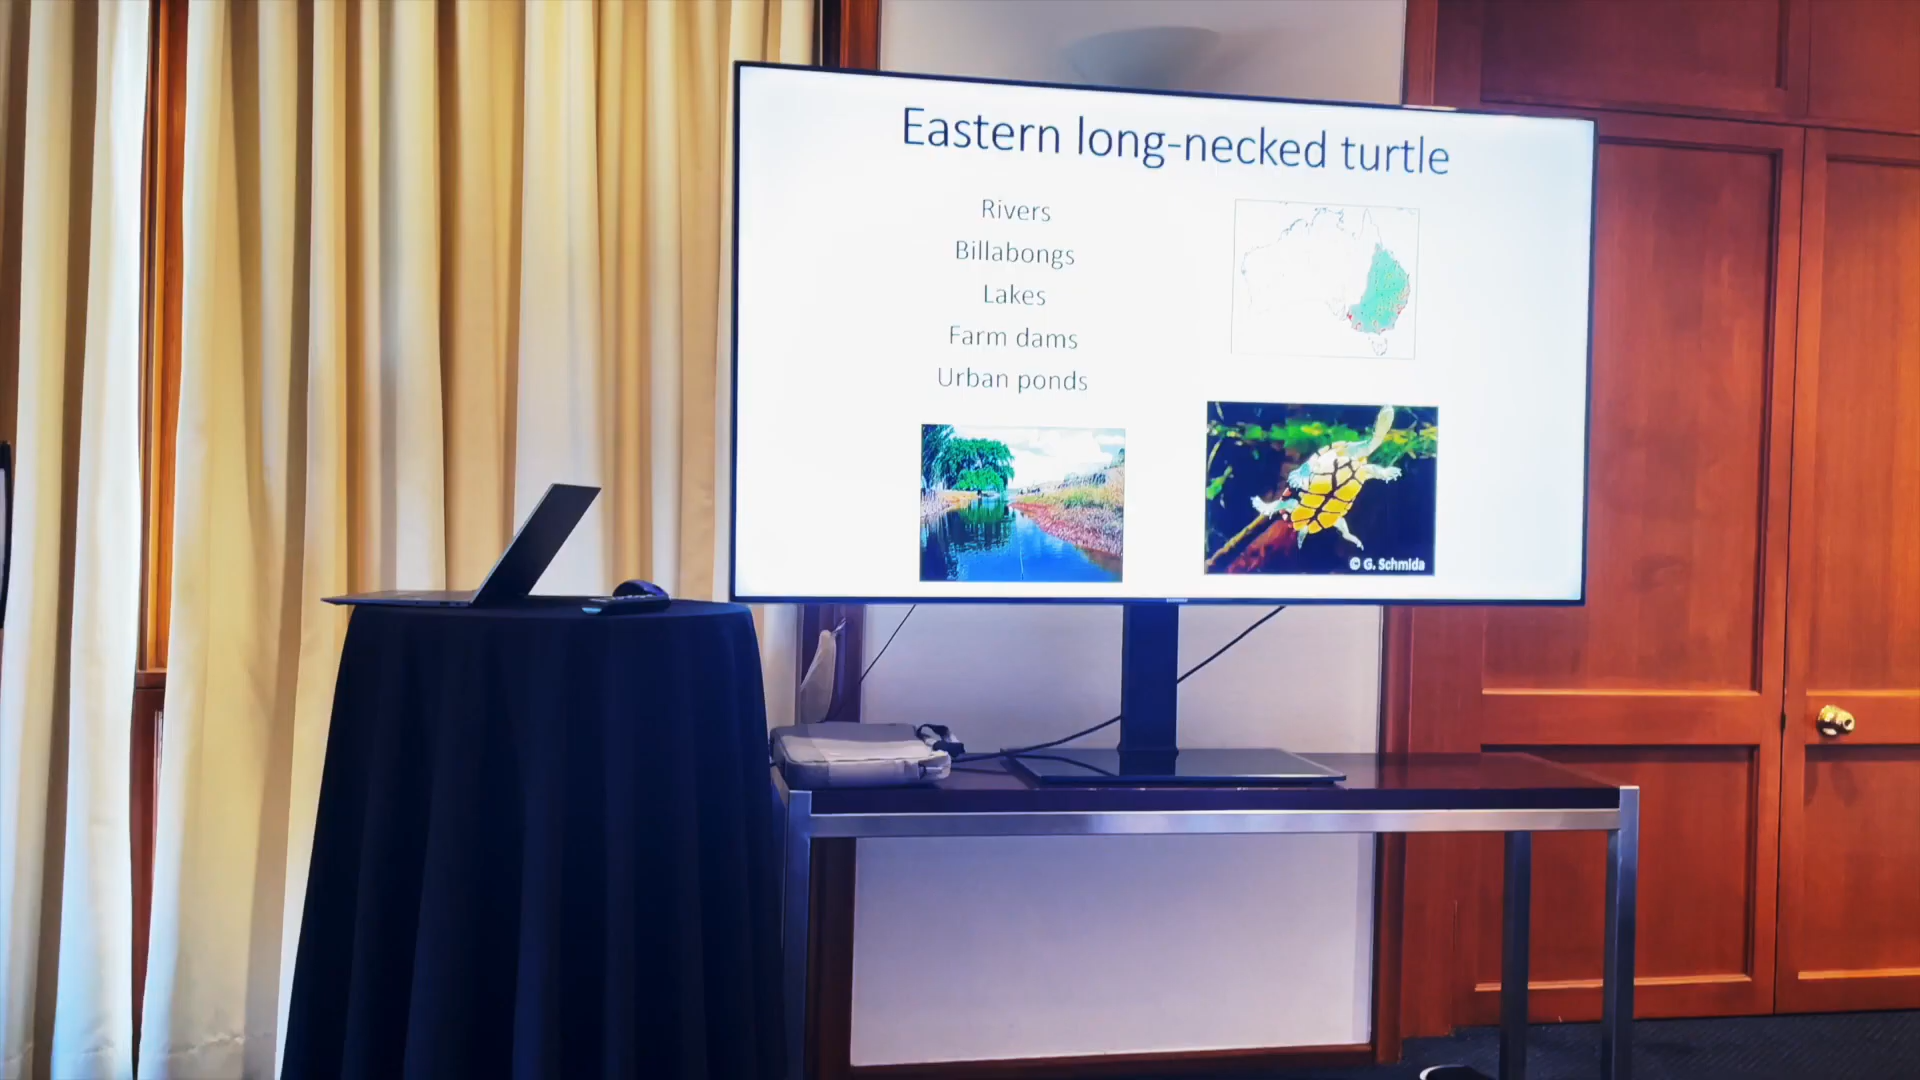 Eastern long-necked turtle
Rivers
Billabongs
Lakes
Farm dams
Urban ponds
© G. Schmida